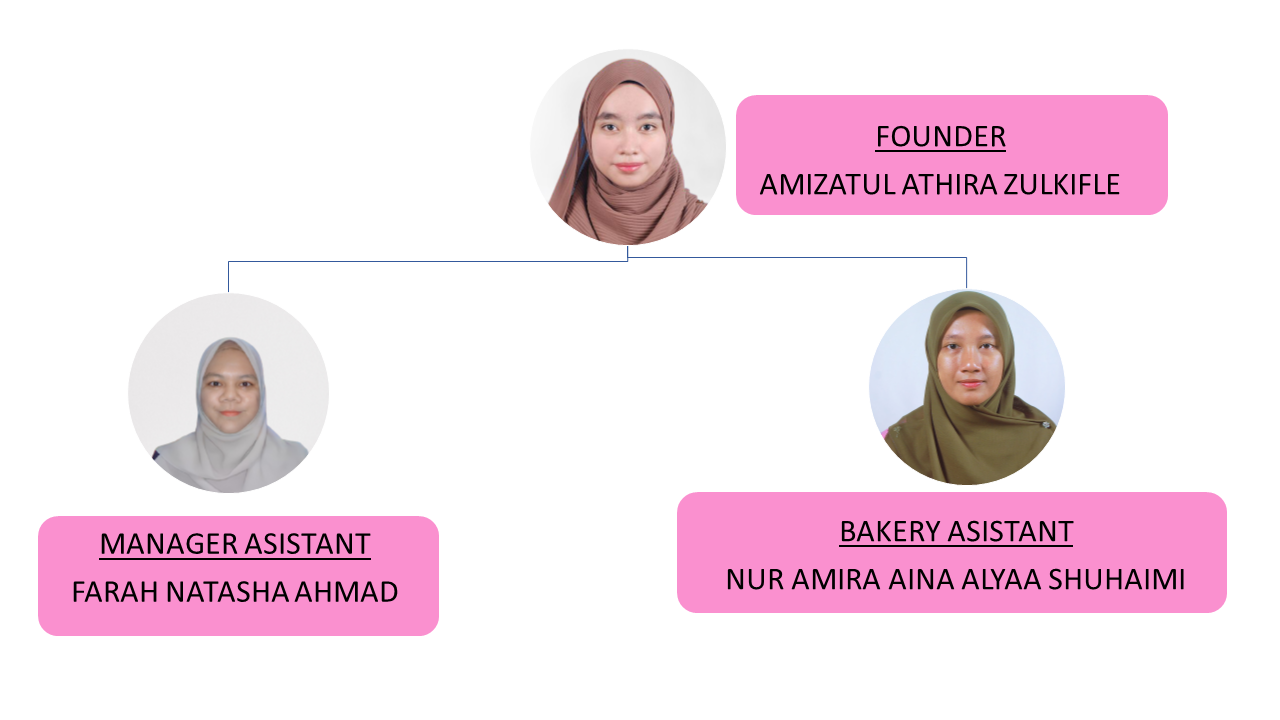 FOUNDER
AMIZATUL ATHIRA ZULKIFLE
MANAGER ASISTANT
FARAH NATASHA AHMAD
BAKERY ASISTANT
NUR AMIRA AINA ALYAA SHUHAIMI